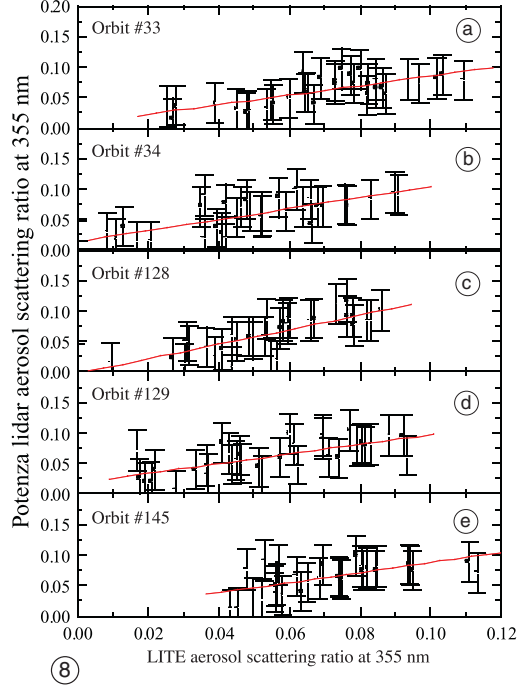 Potenza lidar aerosol scattering ratio at 355 nm
0.20
Orbit #33
a
0.15
0.10
0.05
0.00
Orbit #34
b
0.15
0.10
0.05
0.00
Orbit #128
c
0.15
0.10
0.05
0.00
Orbit #129
d
0.15
0.10
0.05
0.00
Orbit #145
e
0.15
0.10
0.05
0.00
0.00 0.02 0.04 0.06 0.08 0.10 0.12
LITE aerosol scattering ratio at 355 nm
8